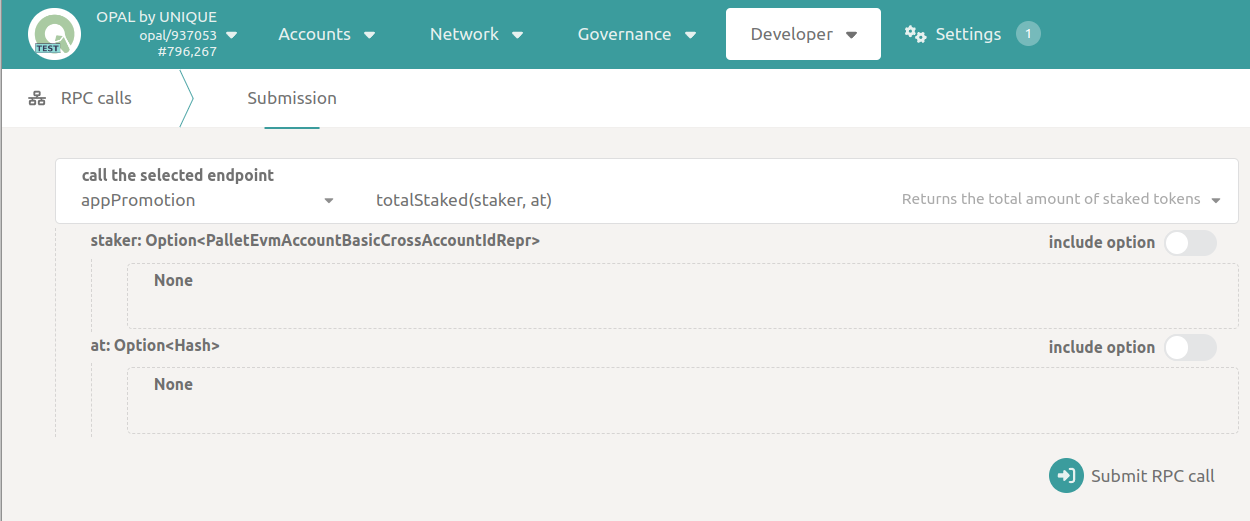 TEST
OPAL by UNIQUE
opal/937053
#796,267
Accounts
Network
Governance
Developer
Settings
1
RPC calls
Submission
call the selected endpoint
appPromotion
totalStaked(staker, at)
Returns the total amount of staked tokens
staker: Option<PalletEvmAccountBasicCrossAccountIdRepr>
include option
None
at: Option<Hash>
include option
None
Submit RPC call